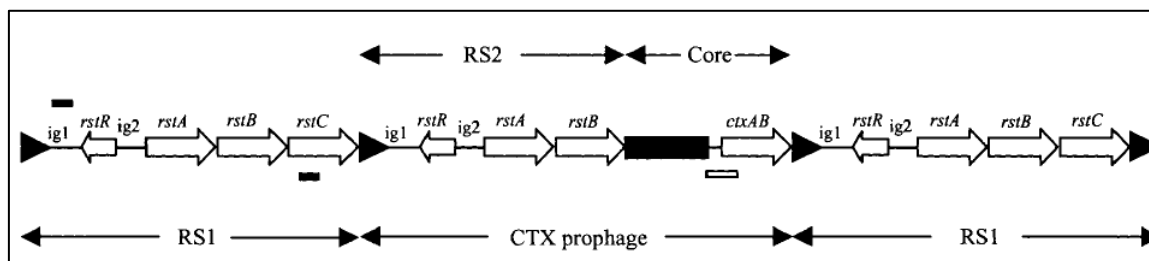 RS2 Core
ig1 rstR ig2 rstA rstB rstC ig1 rstR ig2 rstA rstB ctxAB ig1 rstR ig2 rstA rstB rstC
RS1 CTX prophage RS1